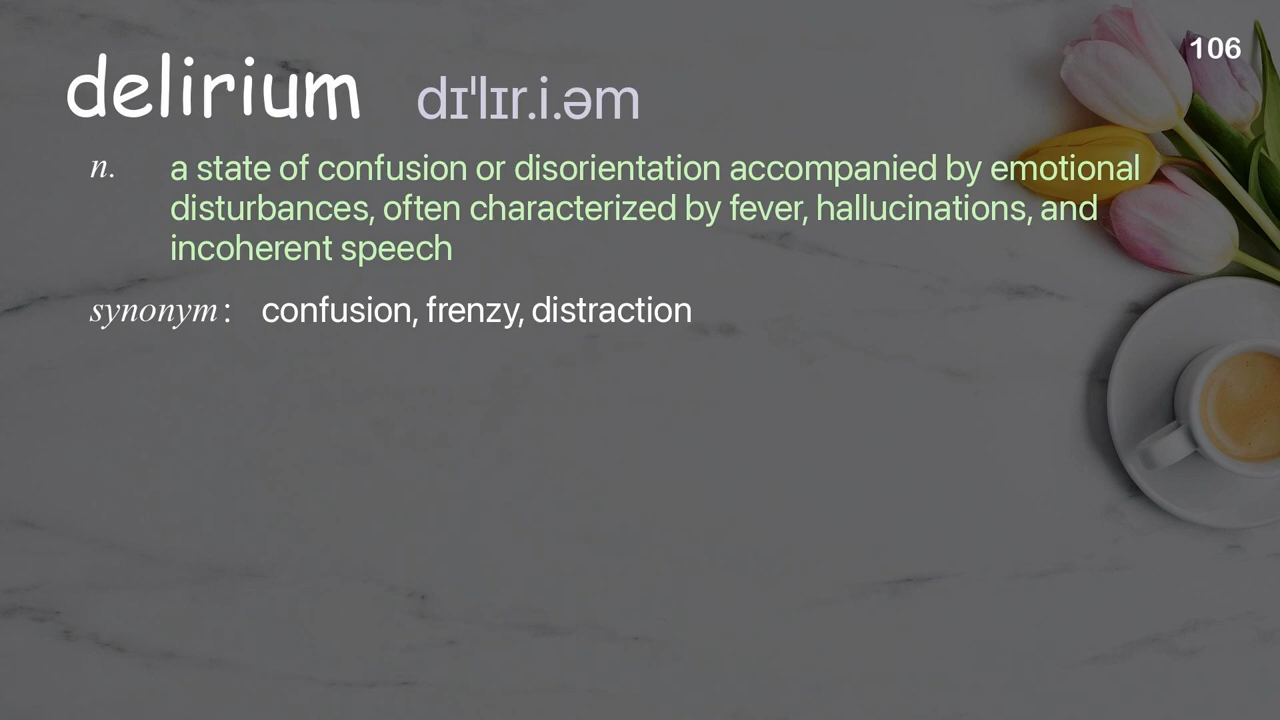 106
delirium dɪˈlɪr.i.əm
n. a state of confusion or disorientation accompanied by emotional
disturbances, often characterized by fever, hallucinations, and
incoherent speech
synonym: confusion, frenzy, distraction